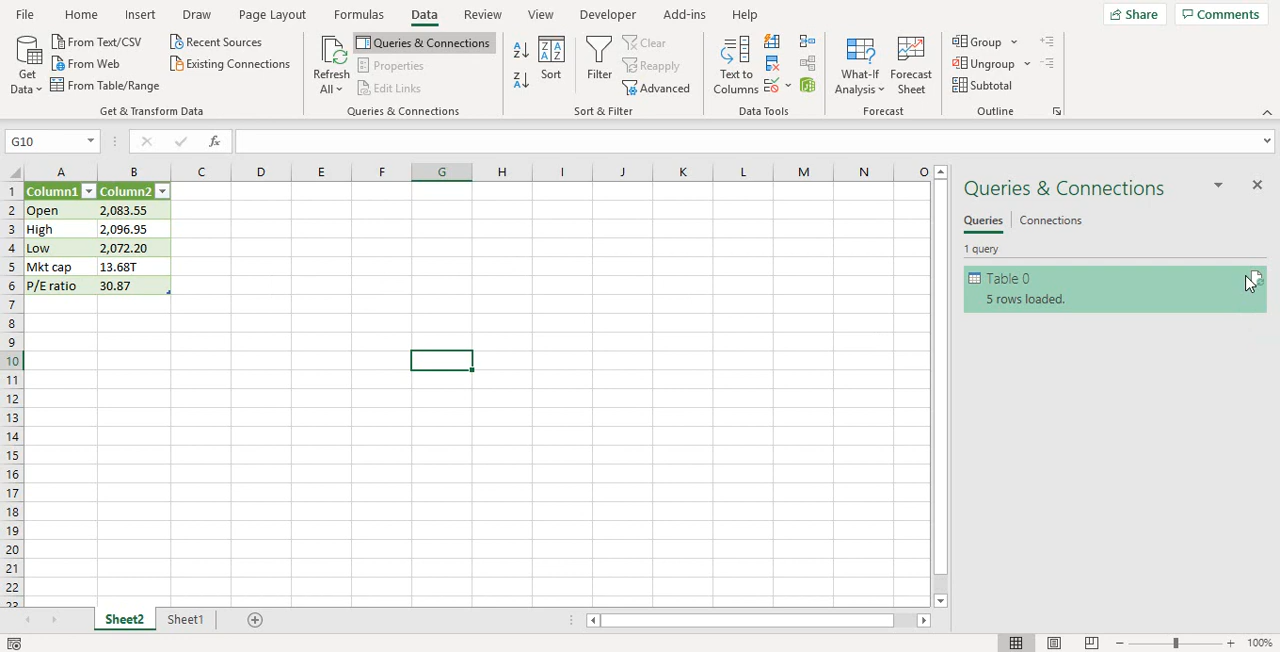 File Home Insert Draw Page Layout Formulas Data Review View Developer Add-ins Help Share Comments
Get Data
From Text/CSV
From Web
From Table/Range
Recent Sources
Existing Connections
Get & Transform Data
Refresh All
Queries & Connections
Properties
Edit Links
Queries & Connections
Sort
Filter
Clear
Reapply
Advanced
Sort & Filter
Text to Columns
Data Tools
What-If Analysis
Forecast Sheet
Forecast
Group
Ungroup
Subtotal
Outline
G10 fx
A B C D E F G H I J K L M N O
1 Column1 Column2
2 Open 2,083.55
3 High 2,096.95
4 Low 2,072.20
5 Mkt cap 13.68T
6 P/E ratio 30.87
7
8
9
10
11
12
13
14
15
16
17
18
19
20
21
22
23
Queries & Connections
Queries Connections
1 query
Table 0
5 rows loaded.
Sheet2 Sheet1
100%